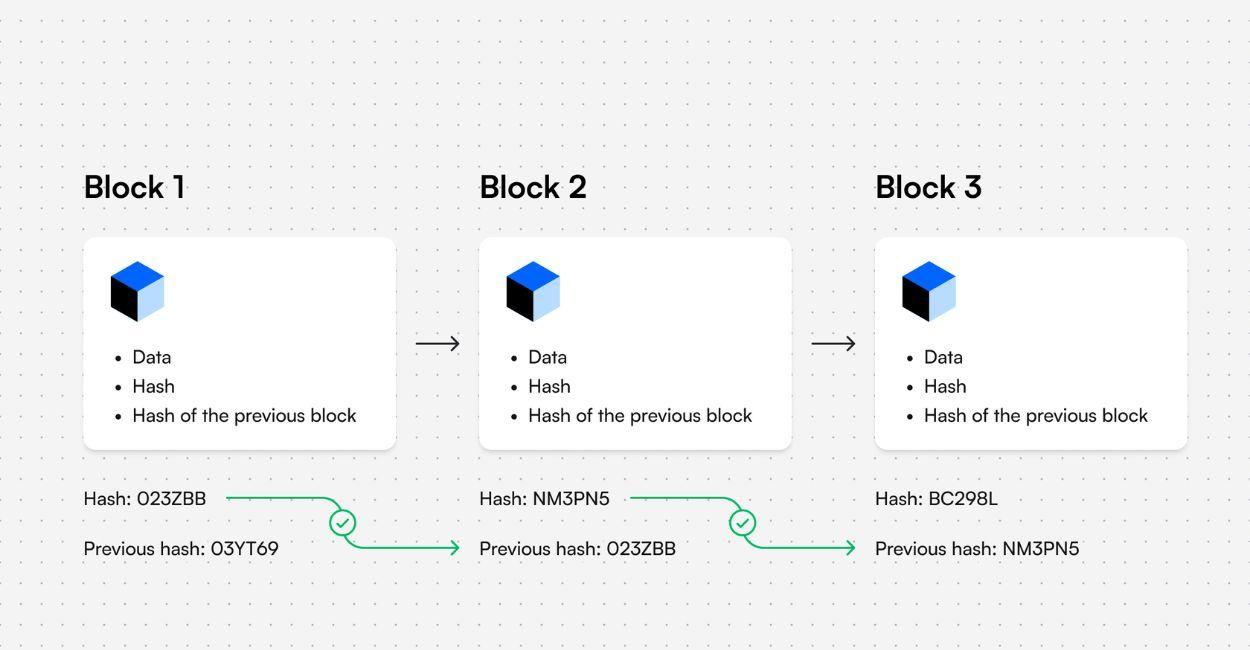 Block 1
Block 2
Block 3
• Data
• Hash
• Hash of the previous block
• Data
• Hash
• Hash of the previous block
• Data
• Hash
• Hash of the previous block
Hash: 023ZBB
Previous hash: 03YT69
Hash: NM3PN5
Previous hash: 023ZBB
Hash: BC298L
Previous hash: NM3PN5